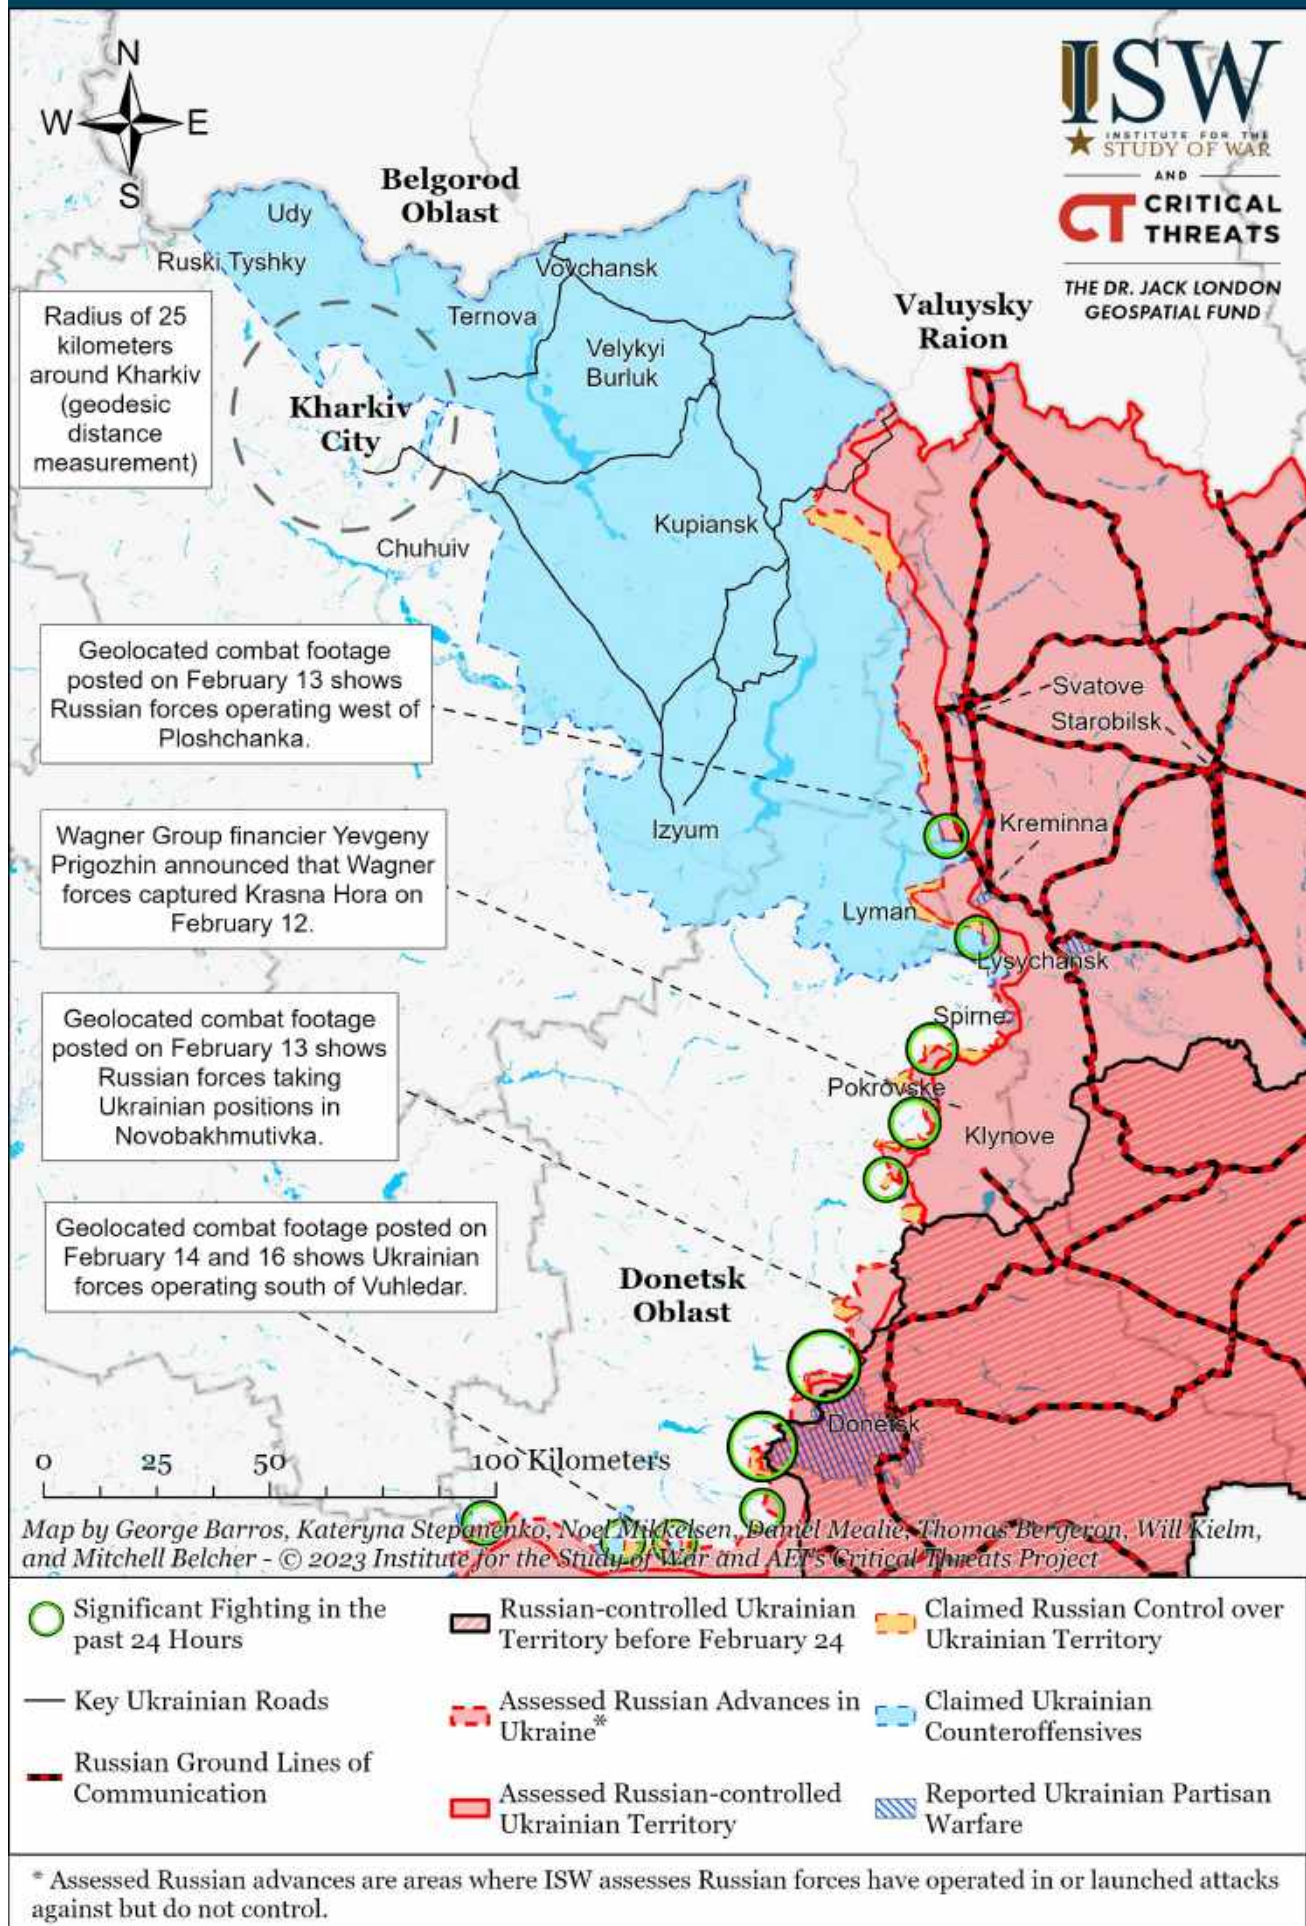 N
W E
S
ISW
INSTITUTE FOR THE
STUDY OF WAR
AND
CT CRITICAL
THREATS
THE DR. JACK LONDON
GEOSPATIAL FUND
Belgorod
Oblast
Udy
Ruski Tyshky
Vovchansk
Ternova
Valuysky
Raion
Radius of 25
kilometers
around Kharkiv
(geodesic
distance
measurement)
Velykyi
Burluk
Kharkiv
City
Kupiansk
Chuhuiv
Geolocated combat footage
posted on February 13 shows
Russian forces operating west of
Ploshchanka.
Svatove
Starobilsk
Wagner Group financier Yevgeny
Prigozhin announced that Wagner
forces captured Krasna Hora on
February 12.
Izyum
Kreminna
Lyman
Lysychansk
Geolocated combat footage
posted on February 13 shows
Russian forces taking
Ukrainian positions in
Novobakhmutivka.
Spirne
Pokrovske
Klynove
Geolocated combat footage posted on
February 14 and 16 shows Ukrainian
forces operating south of Vuhledar.
Donetsk
Oblast
Donetsk
0 25 50 100 Kilometers
Map by George Barros, Kateryna Stepanenko, Noel Mikkelsen, Daniel Mealie, Thomas Bergeron, Will Kielm,
and Mitchell Belcher - © 2023 Institute for the Study of War and AEI's Critical Threats Project
Significant Fighting in the
past 24 Hours
Key Ukrainian Roads
Russian Ground Lines of
Communication
Russian-controlled Ukrainian
Territory before February 24
Assessed Russian Advances in
Ukraine*
Assessed Russian-controlled
Ukrainian Territory
Claimed Russian Control over
Ukrainian Territory
Claimed Ukrainian
Counteroffensives
Reported Ukrainian Partisan
Warfare
* Assessed Russian advances are areas where ISW assesses Russian forces have operated in or launched attacks
against but do not control.